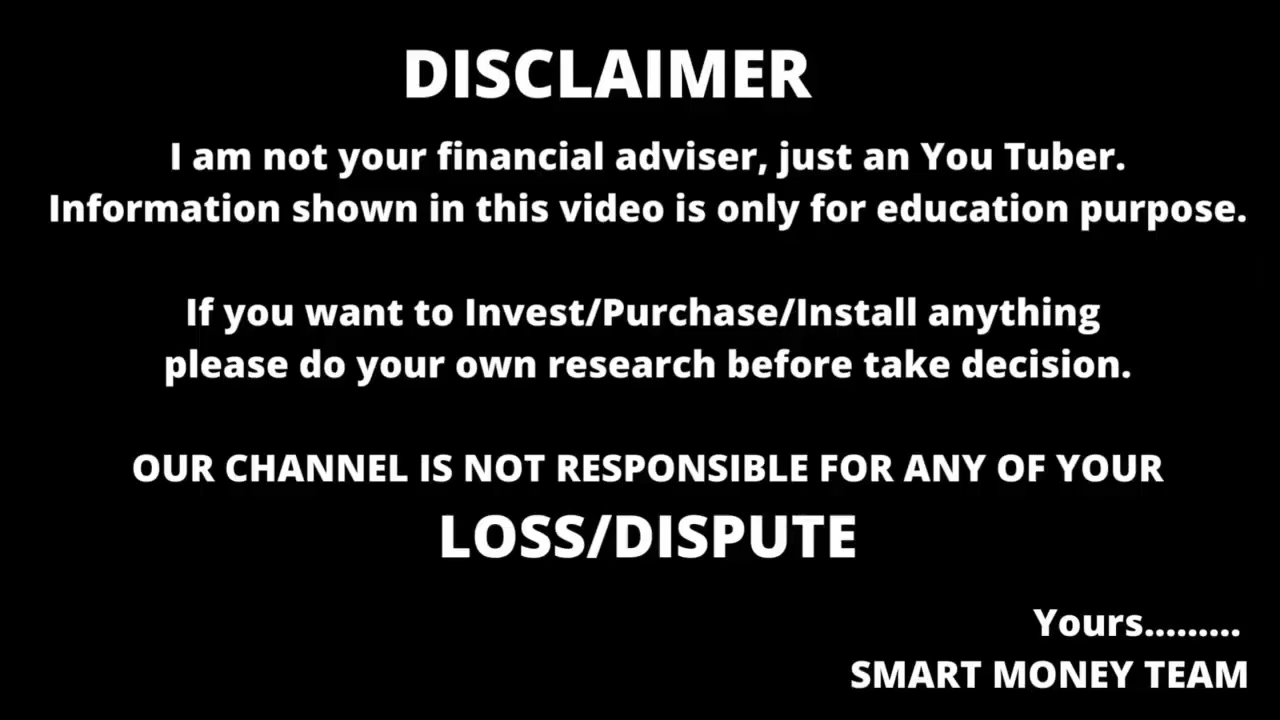 DISCLAIMER
I am not your financial adviser, just an You Tuber.
Information shown in this video is only for education purpose.
If you want to Invest/Purchase/Install anything
please do your own research before take decision.
OUR CHANNEL IS NOT RESPONSIBLE FOR ANY OF YOUR
LOSS/DISPUTE
Yours.........
SMART MONEY TEAM